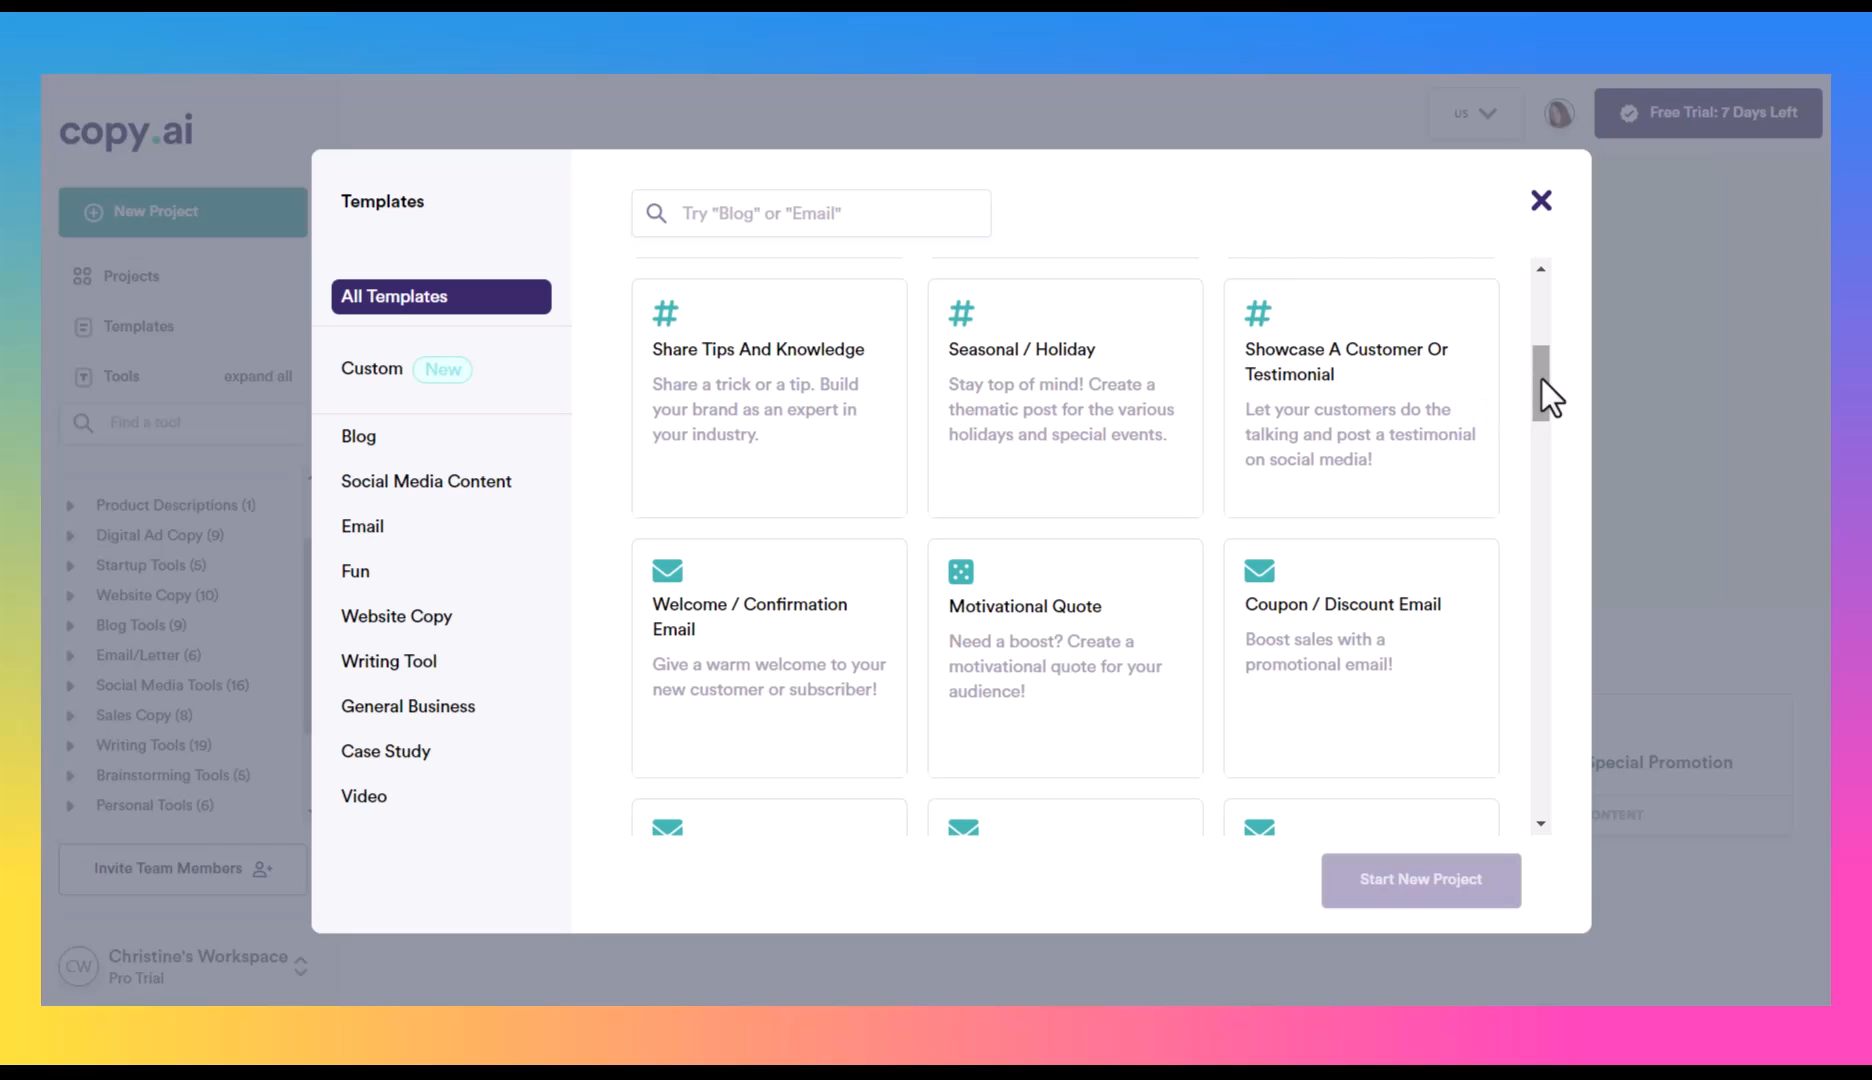 copy.ai
US
Free Trial: 7 Days Left
New Project
Projects
Templates
Tools
expand all
Find a tool
Product Descriptions (1)
Digital Ad Copy (9)
Startup Tools (5)
Website Copy (10)
Blog Tools (9)
Email/Letter (6)
Social Media Tools (16)
Sales Copy (8)
Writing Tools (19)
Brainstorming Tools (5)
Personal Tools (6)
Invite Team Members
CW
Christine's Workspace
Pro Trial
Templates
All Templates
Custom New
Blog
Social Media Content
Email
Fun
Website Copy
Writing Tool
General Business
Case Study
Video
Try "Blog" or "Email"
#
Share Tips And Knowledge
Share a trick or a tip. Build
your brand as an expert in
your industry.
#
Seasonal / Holiday
Stay top of mind! Create a
thematic post for the various
holidays and special events.
#
Showcase A Customer Or
Testimonial
Let your customers do the
talking and post a testimonial
on social media!
Welcome / Confirmation
Email
Give a warm welcome to your
new customer or subscriber!
Motivational Quote
Need a boost? Create a
motivational quote for your
audience!
Coupon / Discount Email
Boost sales with a
promotional email!
Start New Project
Special Promotion
ONTENT